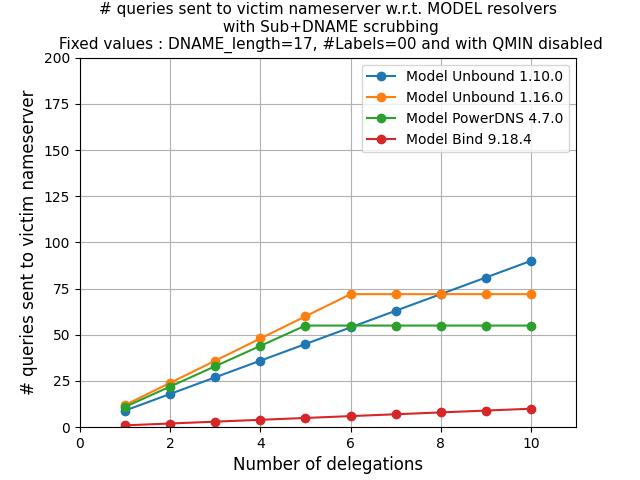 # queries sent to victim nameserver w.r.t. MODEL resolvers
with Sub+DNAME scrubbing
Fixed values : DNAME_length=17, #Labels=00 and with QMIN disabled
# queries sent to victim nameserver
200
175
150
125
100
75
50
25
0
Model Unbound 1.10.0
Model Unbound 1.16.0
Model PowerDNS 4.7.0
Model Bind 9.18.4
0 2 4 6 8 10
Number of delegations